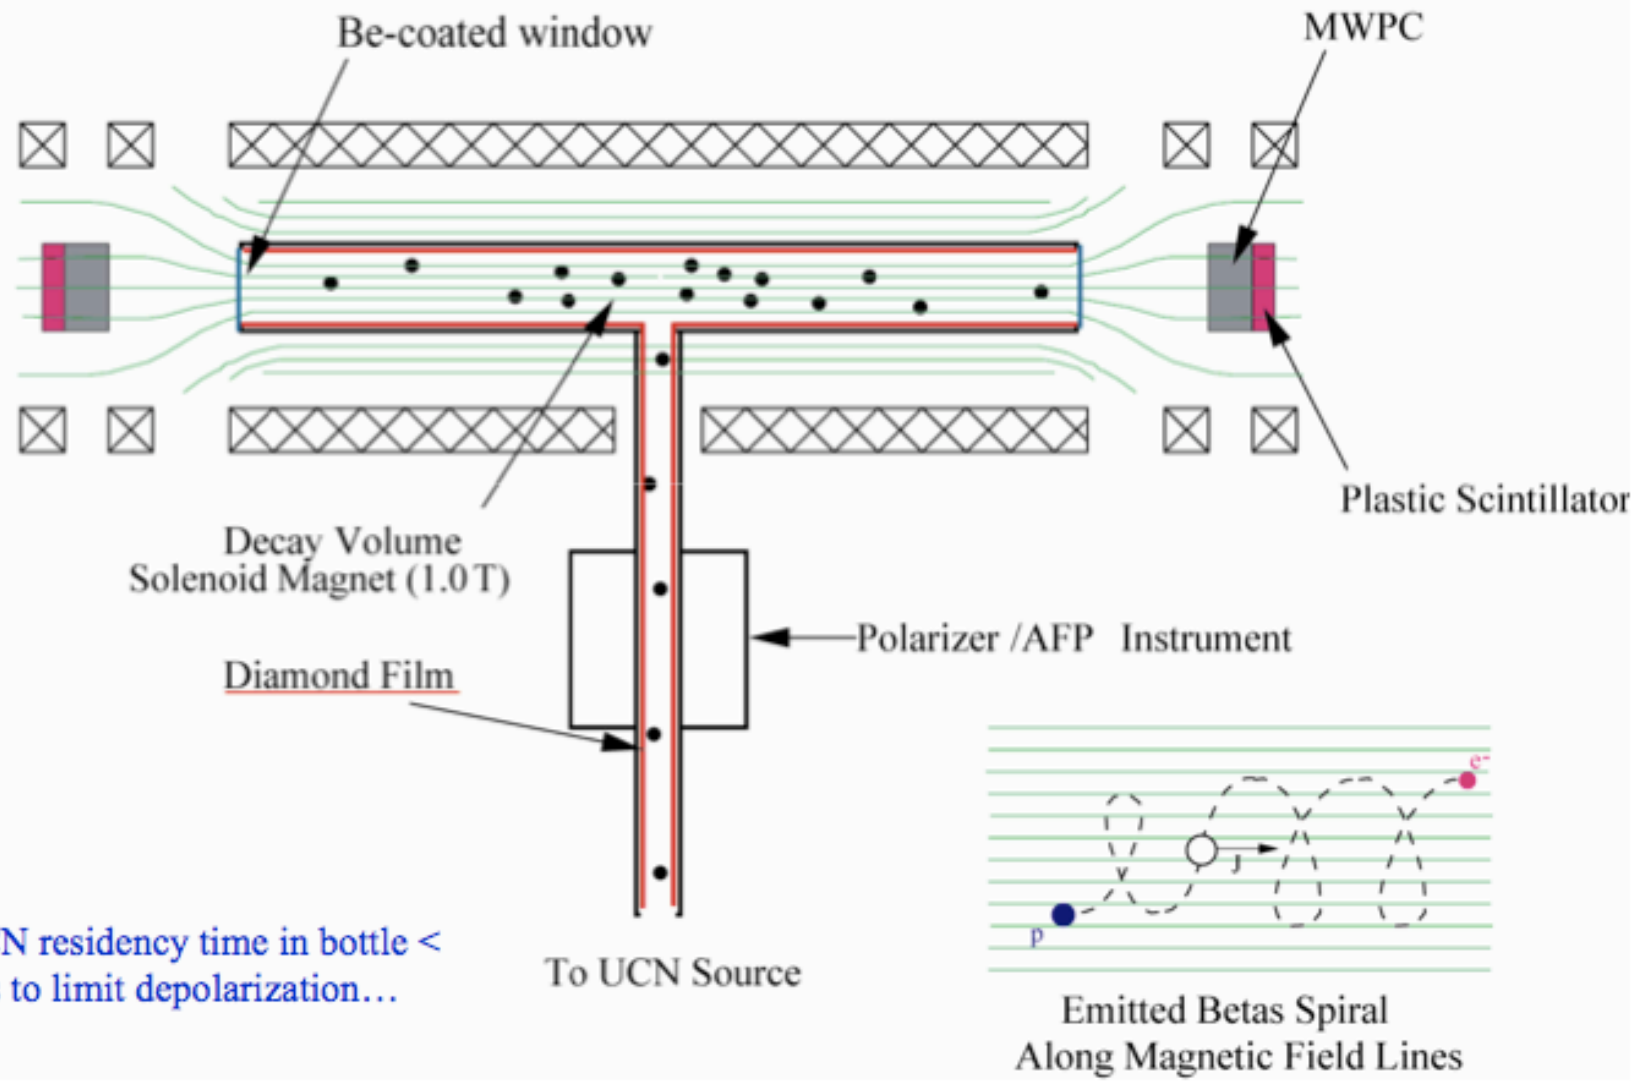 Be-coated window
MWPC
Plastic Scintillator
Decay Volume
Solenoid Magnet (1.0 T)
Polarizer /AFP Instrument
Diamond Film
e-
J
p
N residency time in bottle <
to limit depolarization...
To UCN Source
Emitted Betas Spiral
Along Magnetic Field Lines